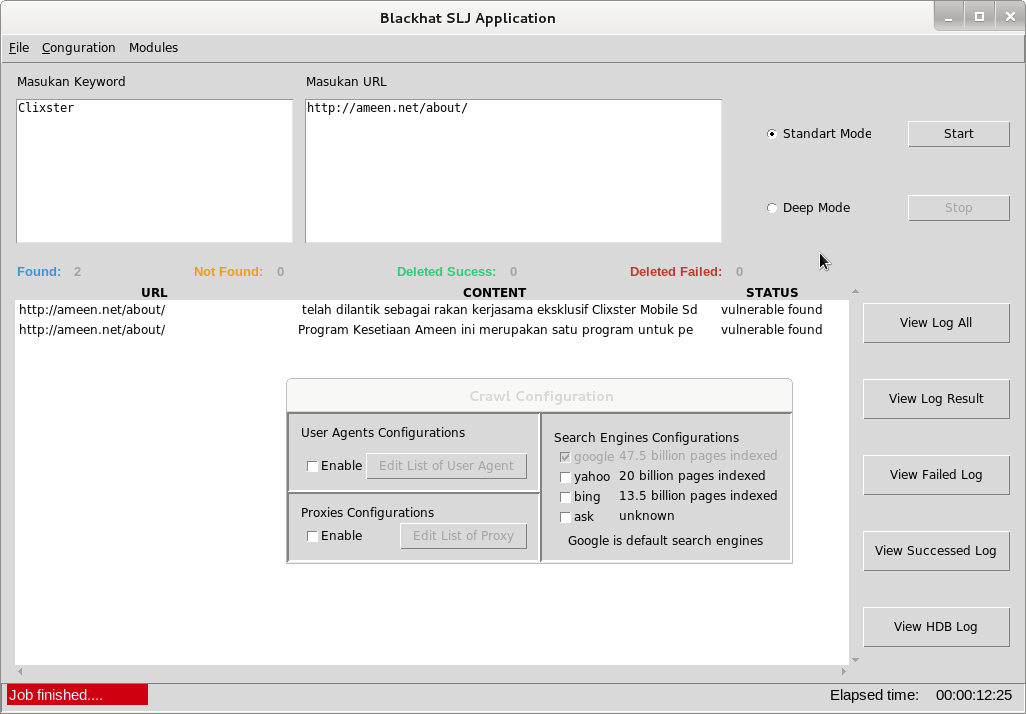 Blackhat SLJ Application
File Conguration Modules
Masukan Keyword
Masukan URL
Clixster
http://ameen.net/about/
Standart Mode
Start
Deep Mode
Stop
Found: 2
Not Found: 0
Deleted Sucess: 0
Deleted Failed: 0
URL CONTENT STATUS
http://ameen.net/about/ telah dilantik sebagai rakan kerjasama eksklusif Clixster Mobile Sd vulnerable found
http://ameen.net/about/ Program Kesetiaan Ameen ini merupakan satu program untuk pe vulnerable found
View Log All
View Log Result
View Failed Log
View Successed Log
View HDB Log
Crawl Configuration
User Agents Configurations
Enable
Edit List of User Agent
Proxies Configurations
Enable
Edit List of Proxy
Search Engines Configurations
google 47.5 billion pages indexed
yahoo 20 billion pages indexed
bing 13.5 billion pages indexed
ask unknown
Google is default search engines
Job finished....
Elapsed time: 00:00:12:25